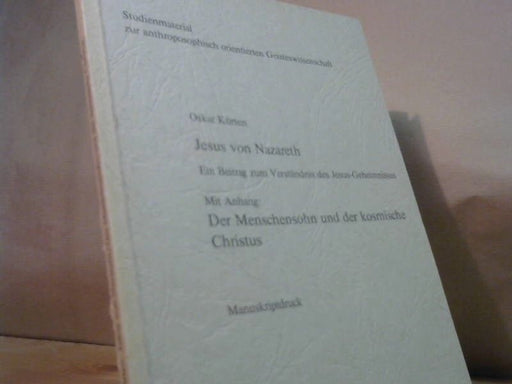 Studienmaterial
zur anthroposophisch orientierten Geisteswissenschaft
Oskar Kürten
Jesus von Nazareth
Ein Beitrag zum Verständnis des Jesus-Geheimnisses
Mit Anhang:
Der Menschensohn und der kosmische
Christus
Manuskriptdruck